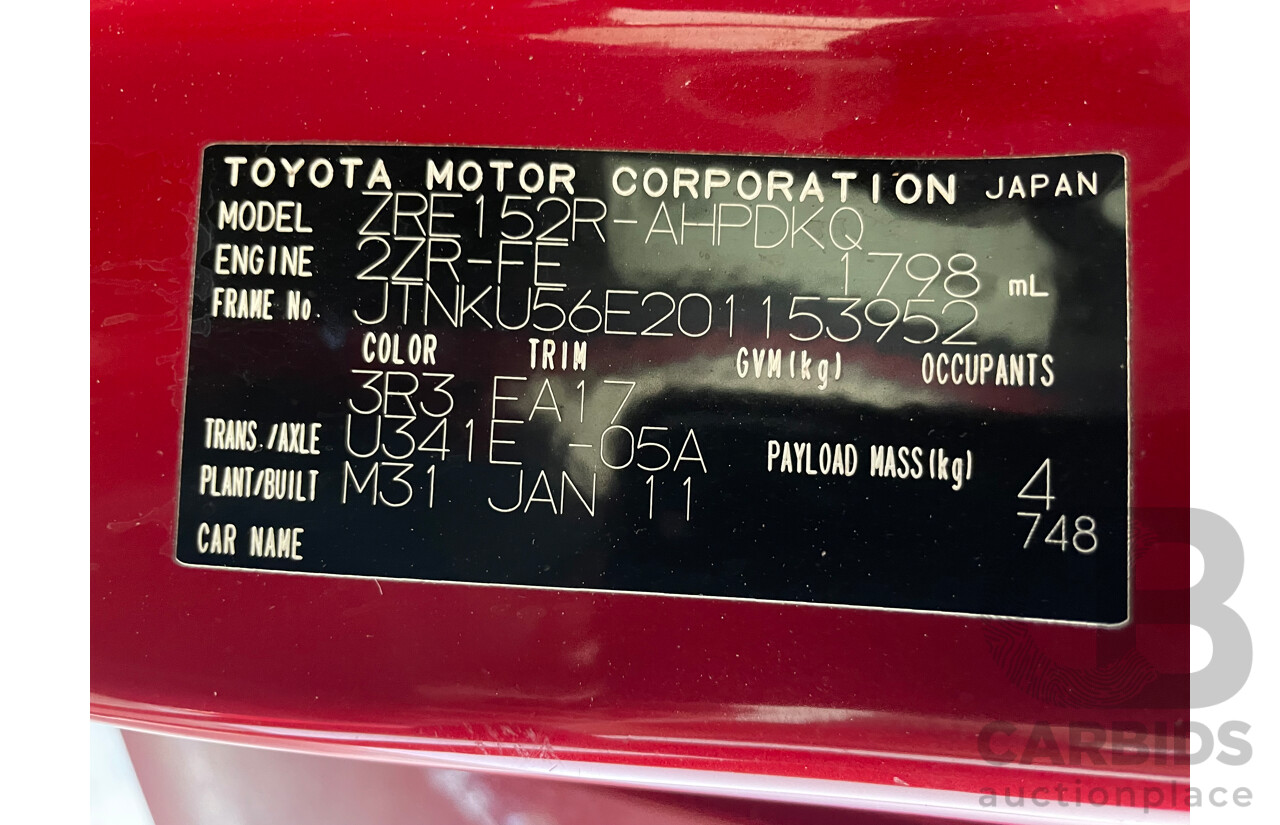 TOYOTA MOTOR CORPORATION JAPAN
MODEL ZRE152R-AHPDKQ
ENGINE 2ZR-FE 1798 mL
FRAME No. JTNKU56E201153952
COLOR TRIM GVM(kg) OCCUPANTS
3R3 EA17
TRANS./AXLE U341E -05A PAYLOAD MASS(kg) 4
PLANT/BUILT M31 JAN 11 748
CAR NAME
CARBIDS
auctionplace